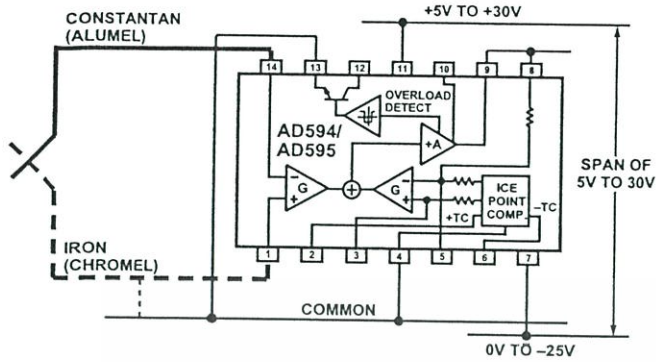 CONSTANTAN
(ALUMEL)
+5V TO +30V
14 13 12 11 10 9 8
OVERLOAD
DETECT
AD594/
AD595
+A
– G +
– G +
ICE
POINT
COMP.
+TC
–TC
SPAN OF
5V TO 30V
IRON
(CHROMEL)
1 2 3 4 5 6 7
COMMON
0V TO –25V